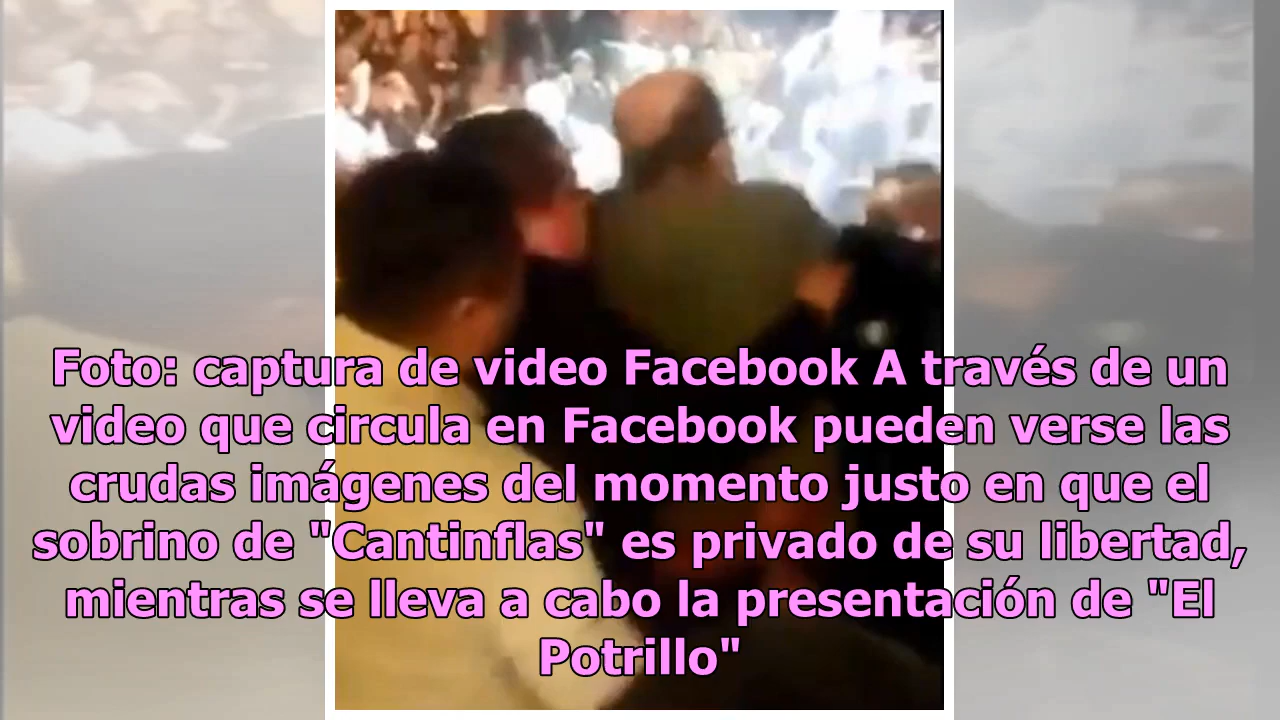 Foto: captura de video Facebook A través de un
video que circula en Facebook pueden verse las
crudas imágenes del momento justo en que el
sobrino de "Cantinflas" es privado de su libertad,
mientras se lleva a cabo la presentación de "El
Potrillo"